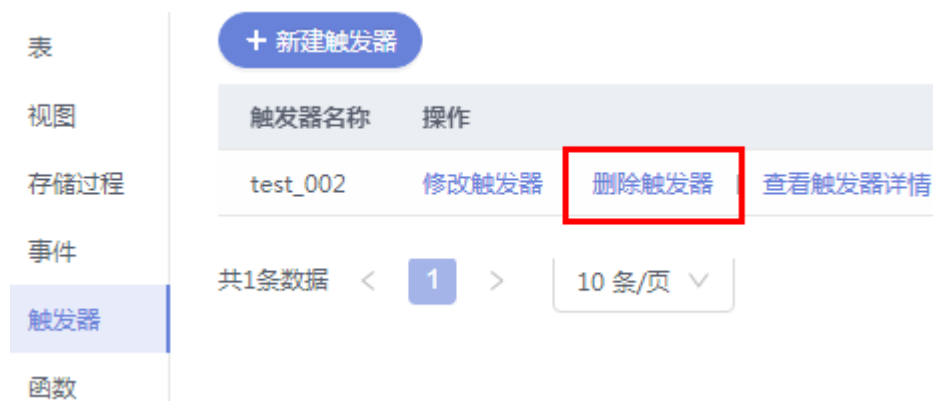 表
视图
存储过程
事件
触发器
函数
+ 新建触发器
触发器名称 操作
test_002 修改触发器 删除触发器 | 查看触发器详情
共1条数据 < 1 > 10 条/页